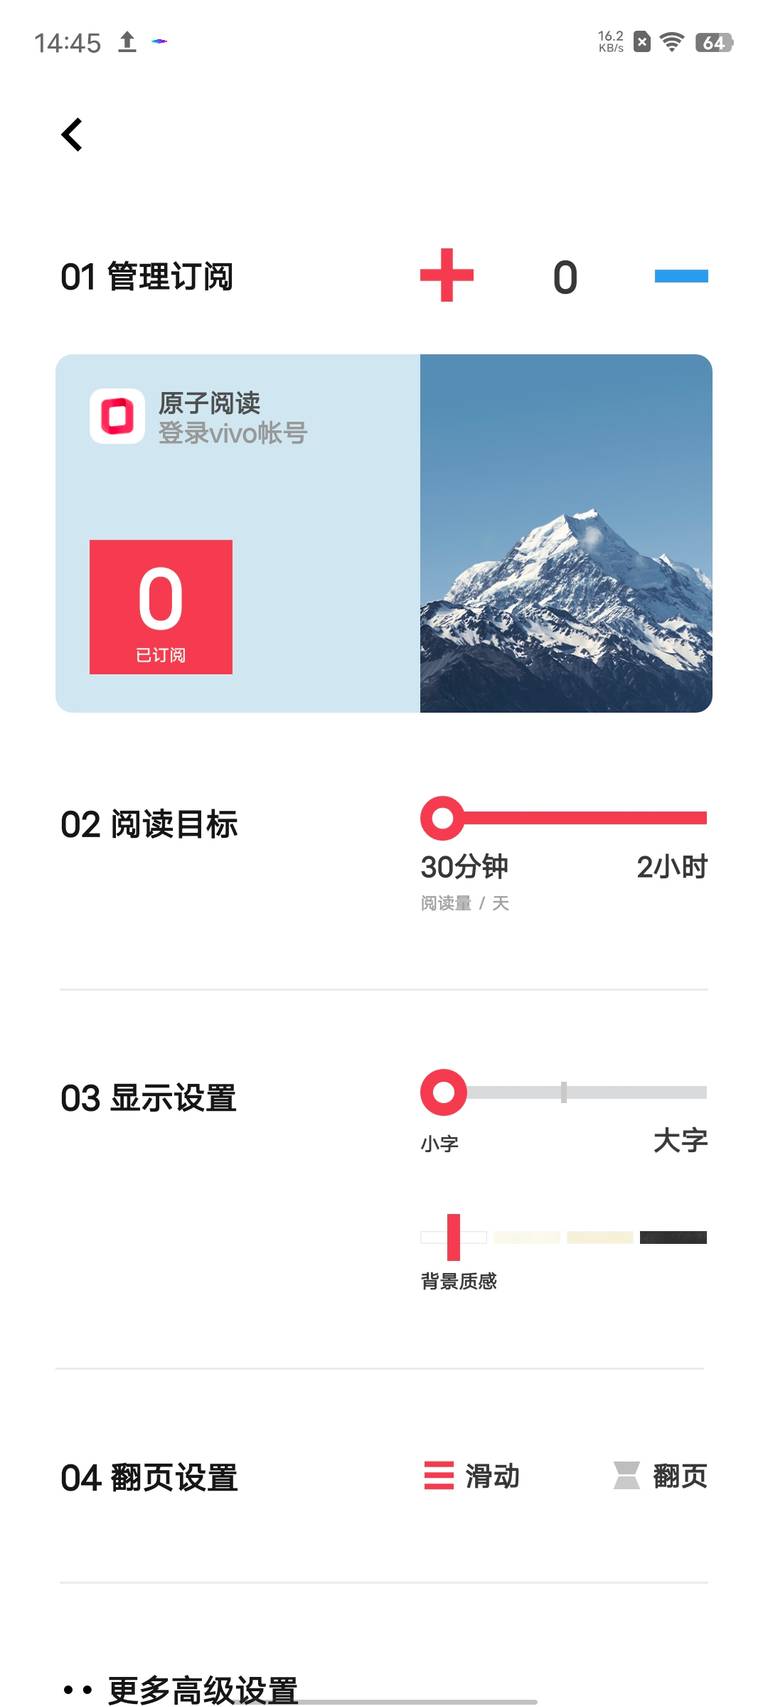 14:45
16.2
KB/s
64
01 管理订阅
0
原子阅读
登录vivo帐号
0
已订阅
02 阅读目标
30分钟
2小时
阅读量 / 天
03 显示设置
小字
大字
背景质感
04 翻页设置
滑动
翻页
•• 更多高级设置